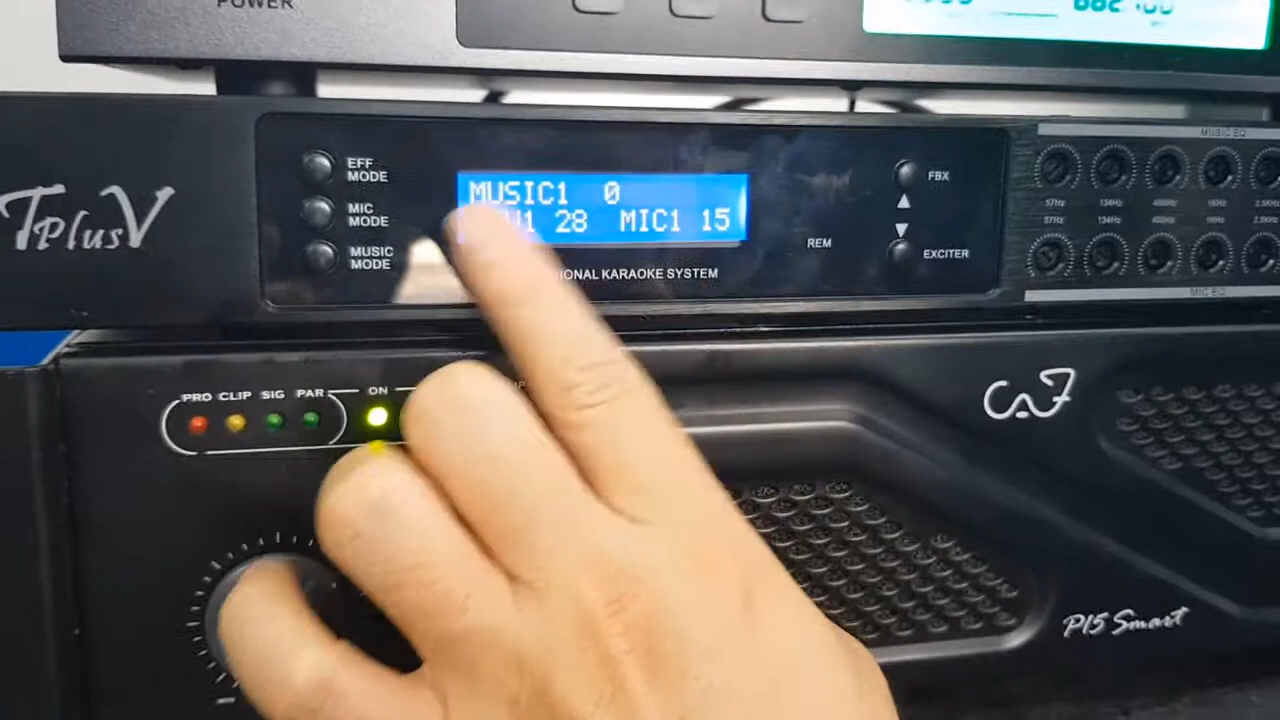 POWER
TPlusV
EFF
MODE
MIC
MODE
MUSIC
MODE
MUSIC1 0
28 MIC1 15
KARAOKE SYSTEM
REM
FBX
EXCITER
MUSIC EQ
57Hz 134Hz 400Hz 1KHz 2.5KHz
57Hz 134Hz 400Hz 1KHz 2.5KHz
MIC EQ
PRO CLIP SIG PAR ON
P15 Smart